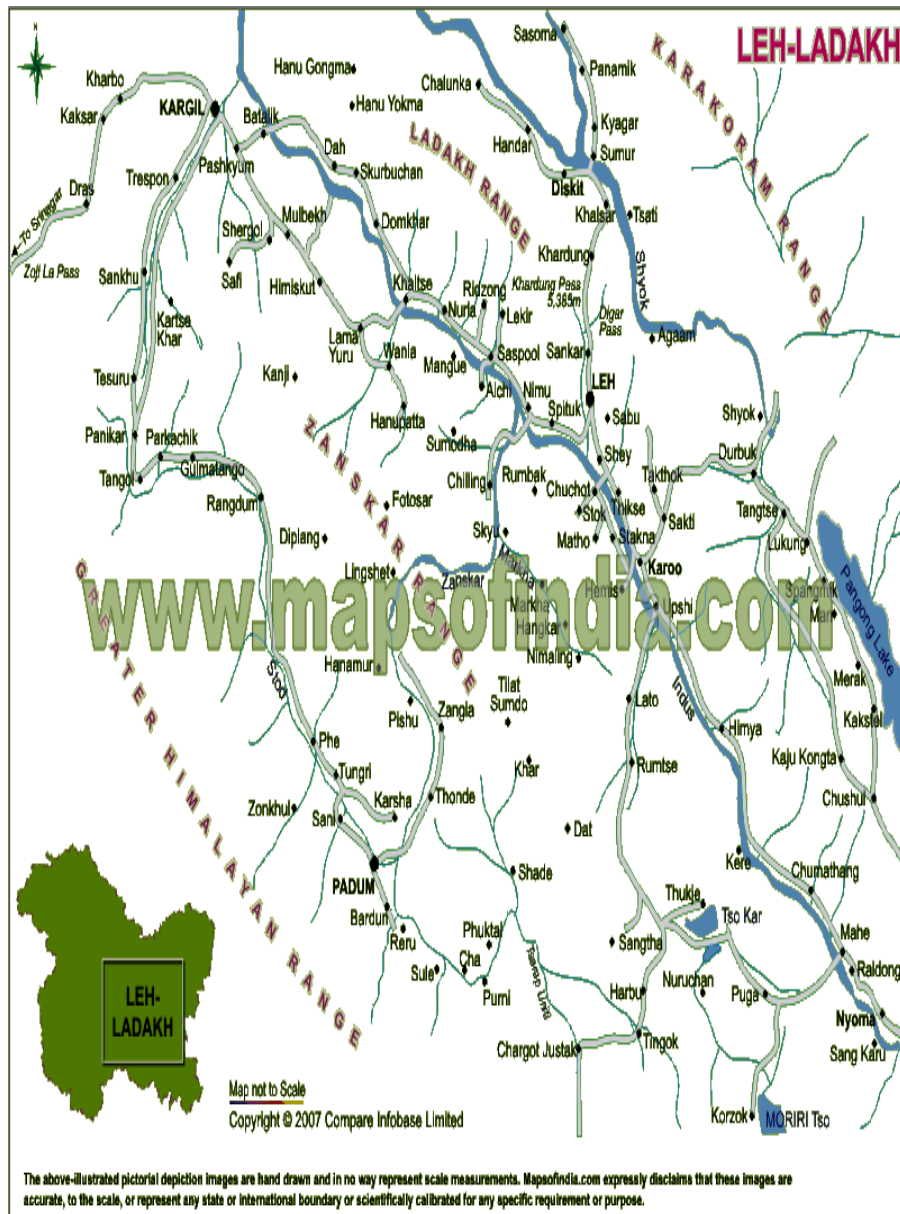 LEH-LADAKH
Sasoma
KARAKORAM RANGE
Hanu Gongma
Panamik
Kharbo
Chalunka
KARGIL
Hanu Yokma
Kaksar
Batalik
LADAKH RANGE
Kyagar
Handar
Pashkyum
Dah
Sumur
Trespon
Skurbuchan
Diskit
Dras
Khalsar
Tsati
Mulbekh
Domkhar
To Srinagar
Shergol
Khardung
Shyok
Zoji La Pass
Sankhu
Safi
Himiskut
Khaltse
Ridzong
Khardung Pass
5,385m
Nurla
Lekir
Digar
Pass
Kartse
Khar
Lama
Yuru
Wanla
Mangue
Saspool
Sankar
Agaam
Tesuru
Kanji
Alchi
Nimu
LEH
Hanupatta
Spituk
Sabu
Shyok
Panikar
Parkachik
ZANSKAR RANGE
Sumodha
Shey
Durbuk
Tangol
Gulmatango
Chilling
Rumbak
Chuchot
Takthok
Rangdum
Fotosar
Stok
Thikse
Tangtse
Diplang
Skyu
Matho
Stakna
Sakti
Lukung
GREATER HIMALAYAN RANGE
Lingshet
Zanskar
Markha
Karoo
Pangong Lake
www.mapsofindia.com
Hemis
Spangmik
Markha
Upshi
Man
Hangkar
Hanamur
Nimaling
Stod
Merak
Pishu
Zangla
Tilat
Sumdo
Lato
Indus
Himya
Kakstel
Phe
Tungri
Khar
Rumtse
Kaju Kongta
Zonkhul
Sani
Karsha
Thonde
Chushul
Dat
Kere
PADUM
Shade
Chumathang
Bardun
Thukje
Tso Kar
Reru
Phuktal
Sangtha
Mahe
Sule
Cha
Purni
Nuruchan
Raldong
LEH-
LADAKH
Harbu
Puga
Nyoma
Chargot Justak
Tingok
Sang Karu
Map not to Scale
Korzok
MORIRI Tso
Copyright © 2007 Compare Infobase Limited
The above-illustrated pictorial depiction images are hand drawn and in no way represent scale measurements. Mapsofindia.com expressly disclaims that these images are
accurate, to the scale, or represent any state or international boundary or scientifically calibrated for any specific requirement or purpose.